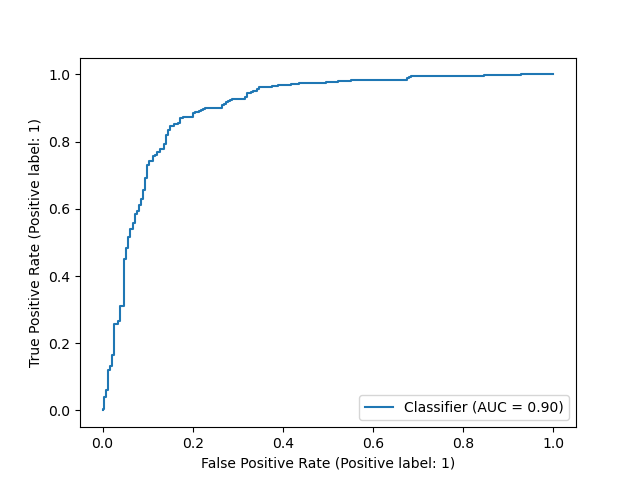 1.0
0.8
0.6
0.4
0.2
0.0
True Positive Rate (Positive label: 1)
Classifier (AUC = 0.90)
0.0 0.2 0.4 0.6 0.8 1.0
False Positive Rate (Positive label: 1)